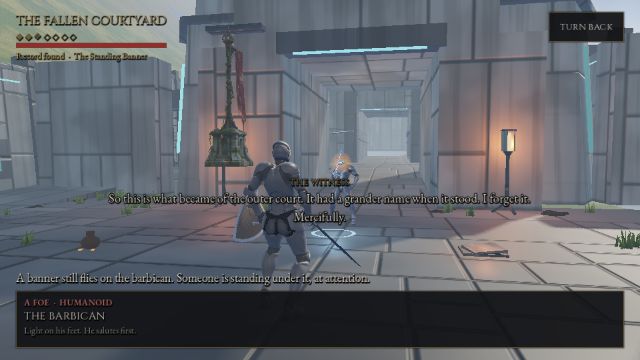 THE FALLEN COURTYARD
TURN BACK
Record found · The Standing Banner
THE WITNESS
So this is what became of the outer court. It had a grander name when it stood. I forget it.
Mercifully.
A banner still flies on the barbican. Someone is standing under it, at attention.
A FOE · HUMANOID
THE BARBICAN
Light on his feet. He salutes first.